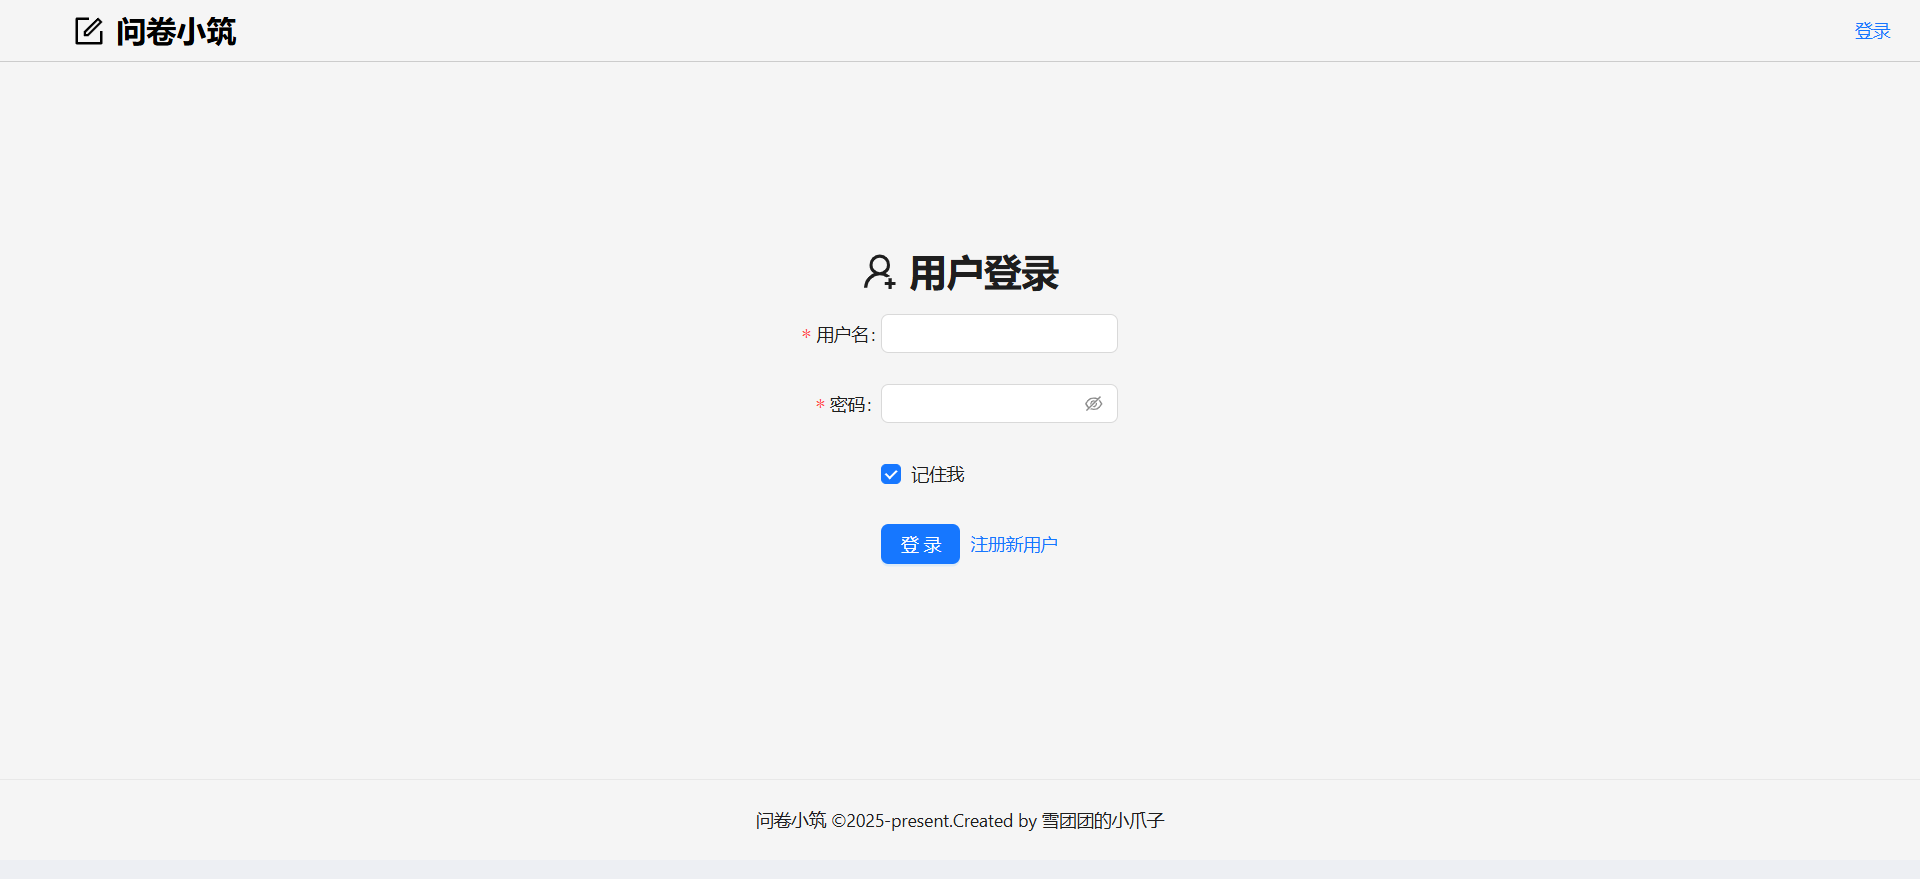 问卷小筑
登录
用户登录
* 用户名:
* 密码:
记住我
登 录 注册新用户
问卷小筑 ©2025-present.Created by 雪团团的小爪子